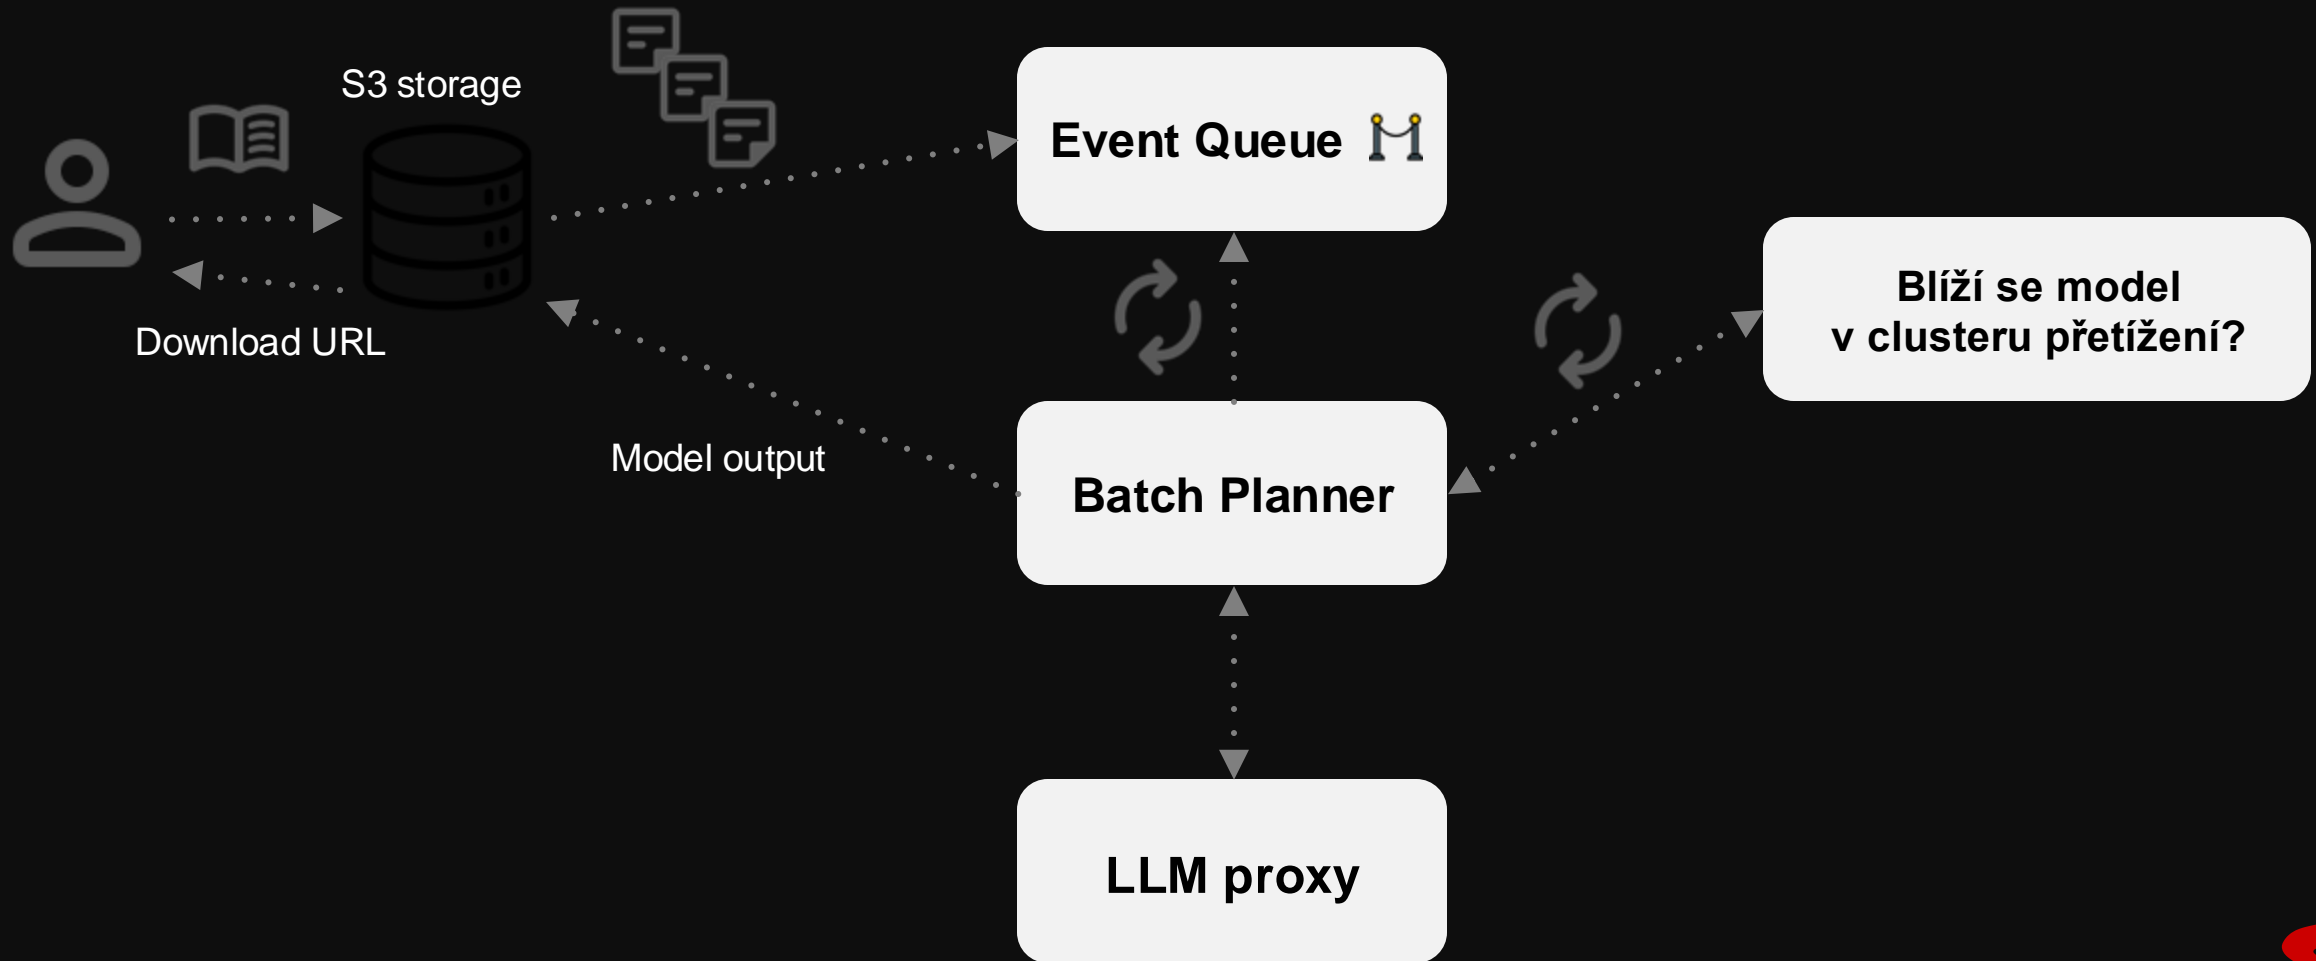 S3 storage
Event Queue
Blíží se model
v clusteru přetížení?
Download URL
Model output
Batch Planner
LLM proxy